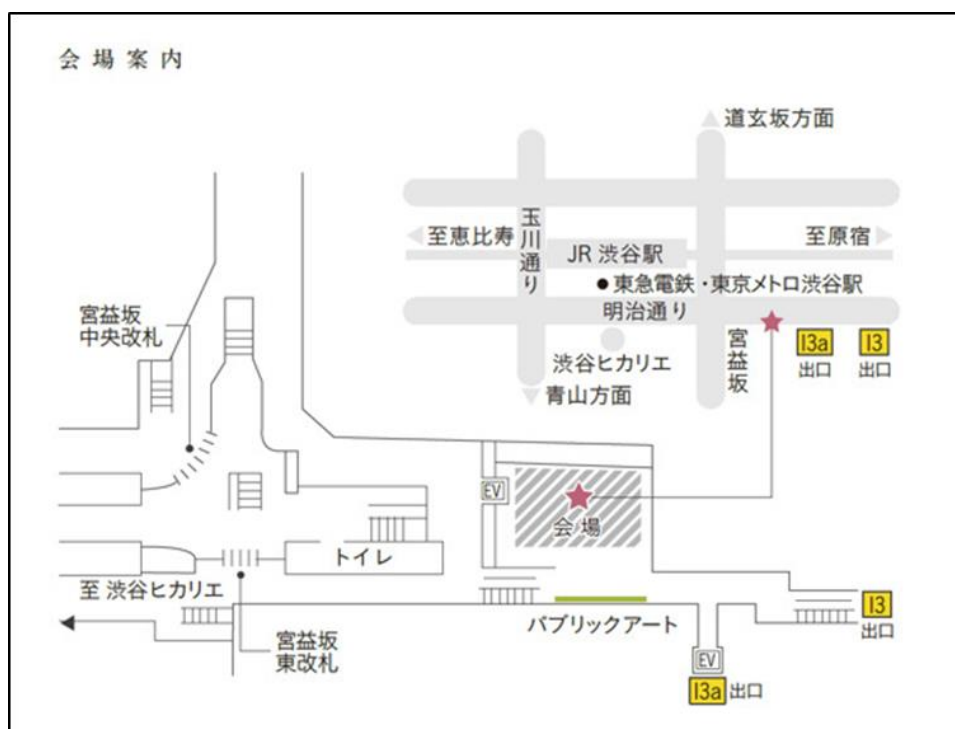 会場案内
道玄坂方面
玉川通り
至恵比寿
JR 渋谷駅
至原宿
東急電鉄・東京メトロ渋谷駅
明治通り
宮益坂
I3a
出口
I3
出口
渋谷ヒカリエ
青山方面
宮益坂
中央改札
EV
会場
トイレ
至 渋谷ヒカリエ
宮益坂
東改札
パブリックアート
I3
出口
EV
I3a 出口